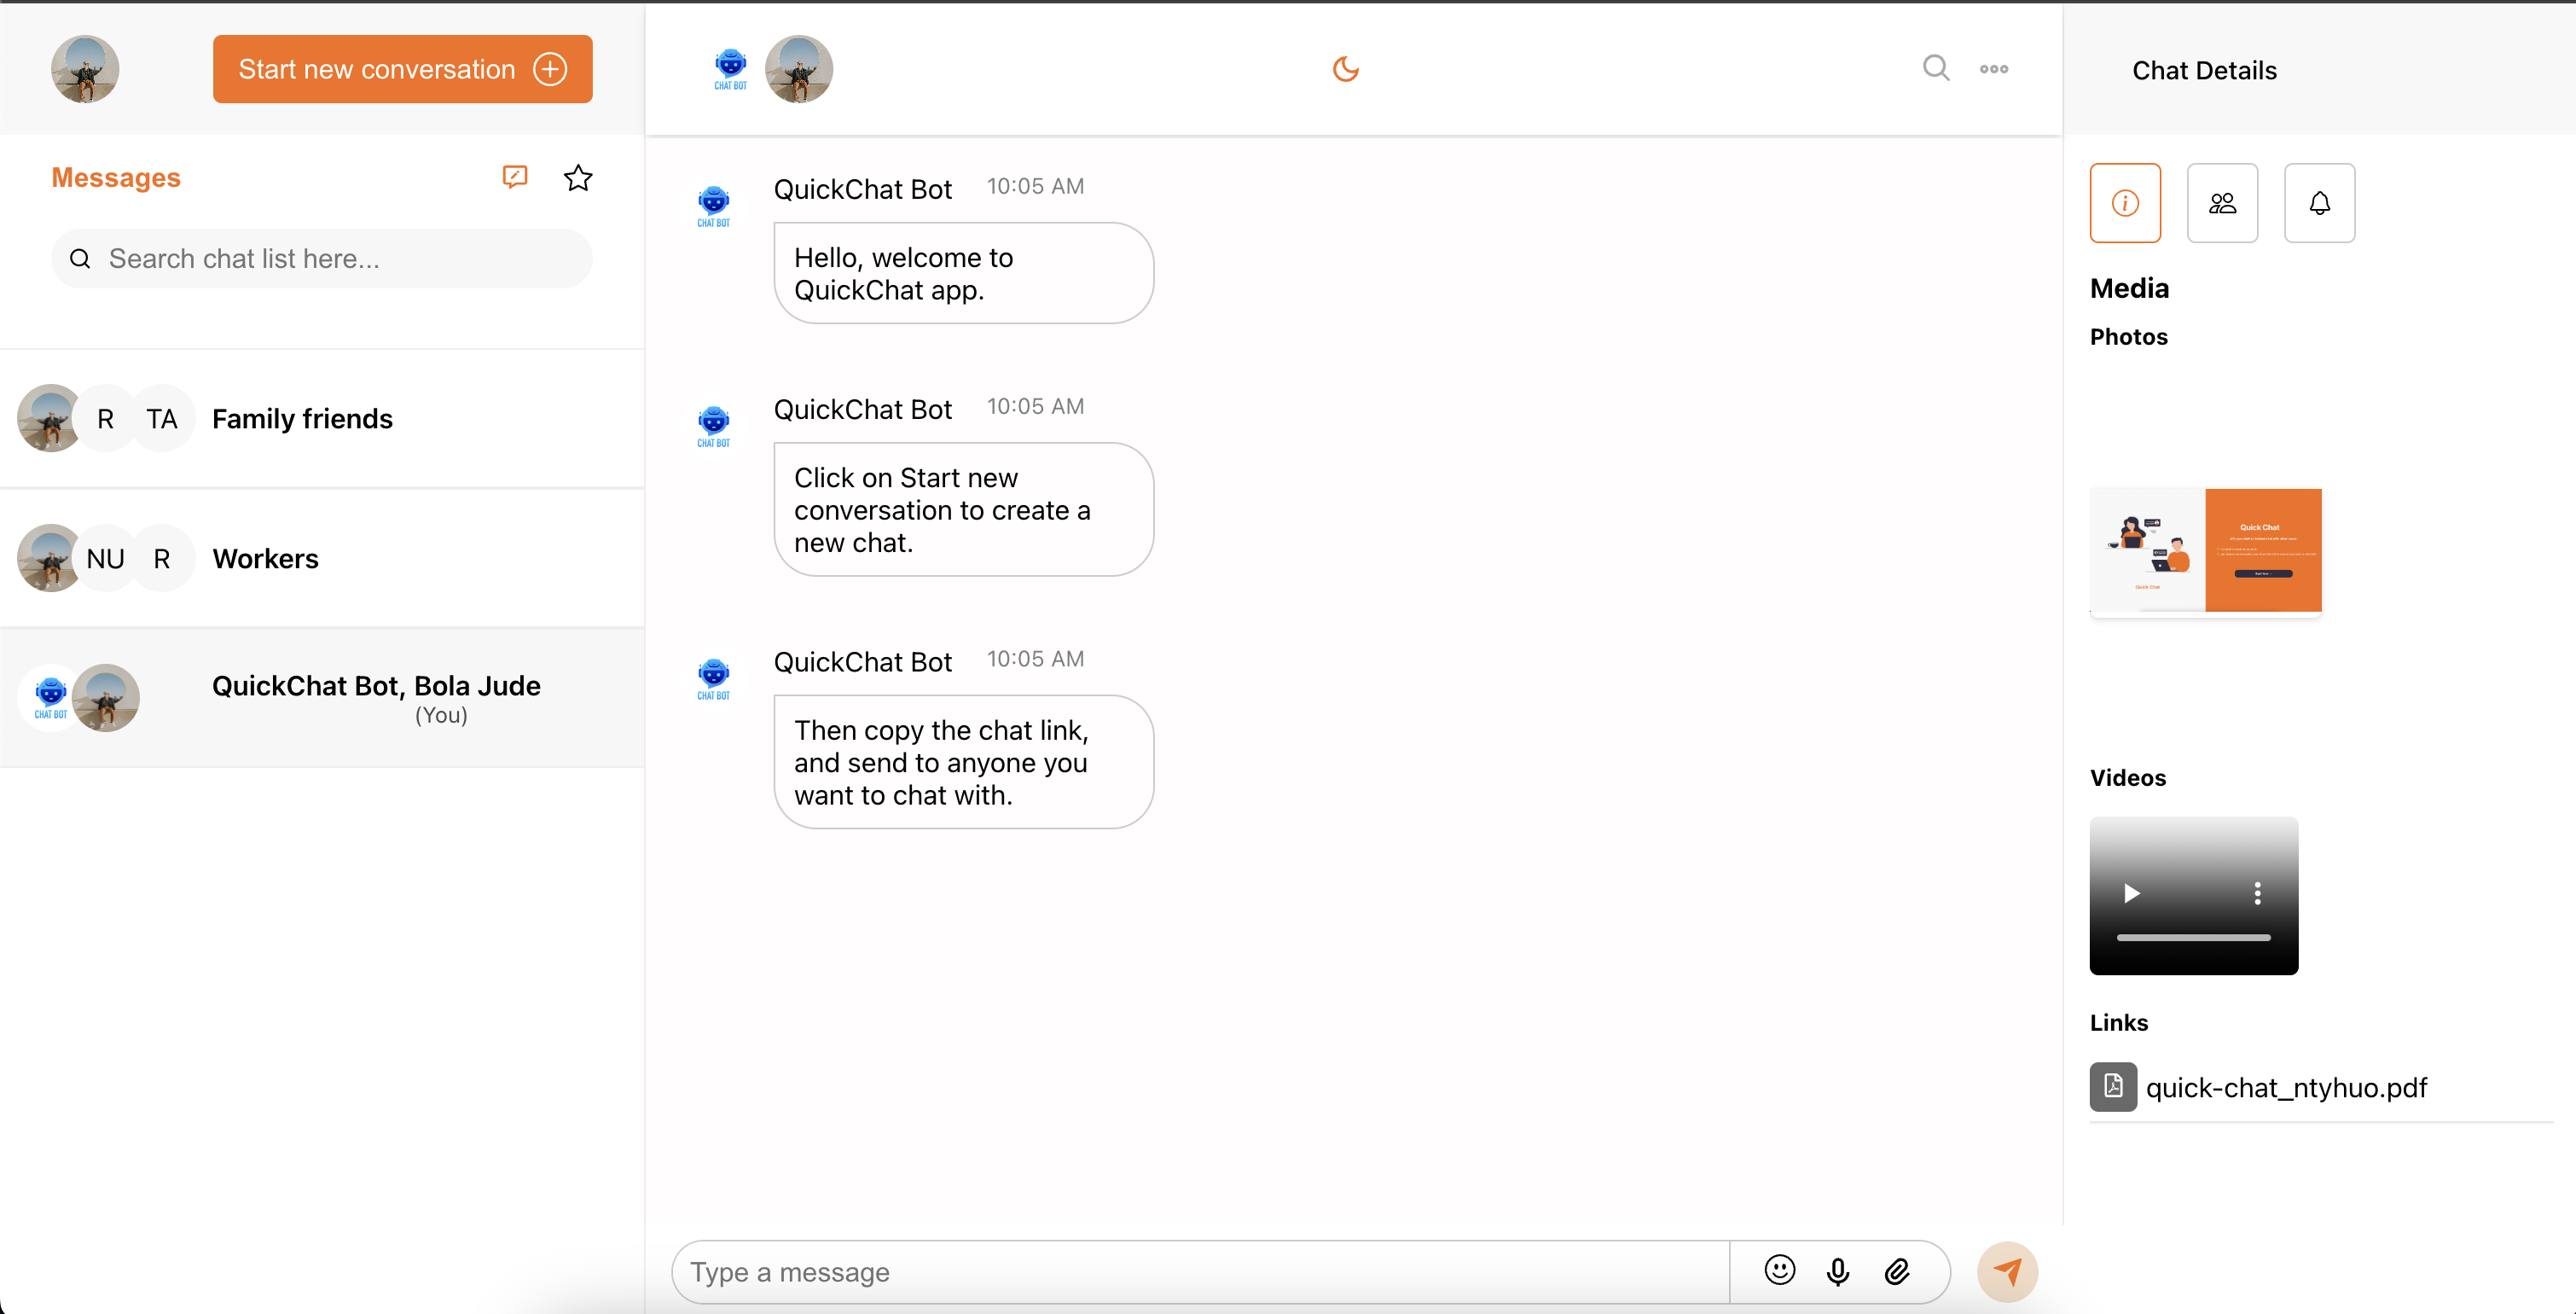 Start new conversation
Messages
Search chat list here...
R
TA
Family friends
NU
R
Workers
CHAT BOT
QuickChat Bot, Bola Jude
(You)
CHAT BOT
CHAT BOT
QuickChat Bot 10:05 AM
Hello, welcome to
QuickChat app.
CHAT BOT
QuickChat Bot 10:05 AM
Click on Start new
conversation to create a
new chat.
CHAT BOT
QuickChat Bot 10:05 AM
Then copy the chat link,
and send to anyone you
want to chat with.
Type a message
Chat Details
Media
Photos
Quick Chat
Quick Chat
Videos
Links
quick-chat_ntyhuo.pdf